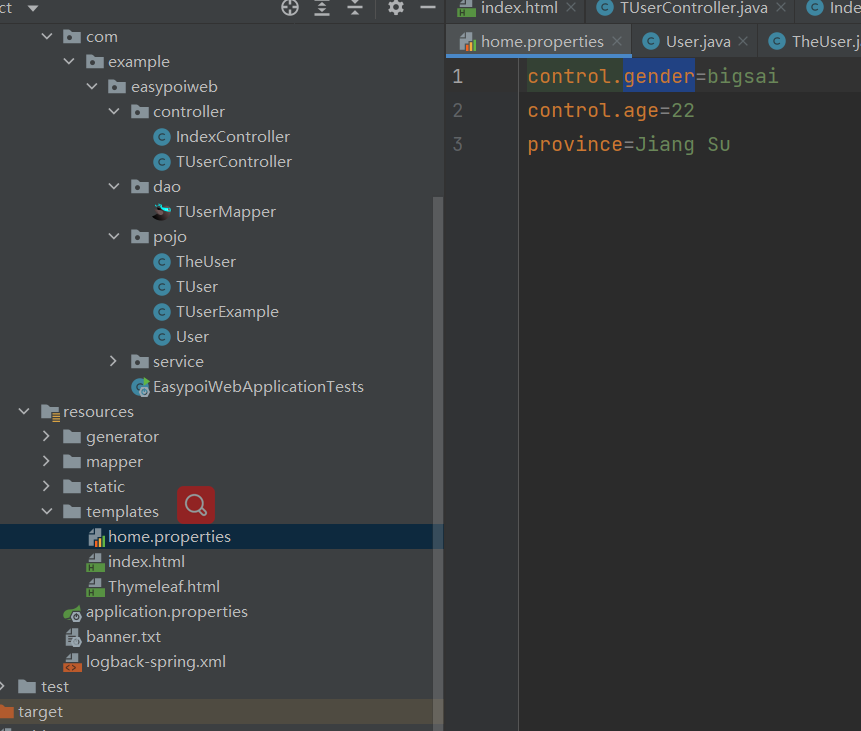 ct
com
example
easypoiweb
controller
IndexController
TUserController
dao
TUserMapper
pojo
TheUser
TUser
TUserExample
User
service
EasypoiWebApplicationTests
resources
generator
mapper
static
templates
home.properties
index.html
Thymeleaf.html
application.properties
banner.txt
logback-spring.xml
test
target
index.html TUserController.java Inde
home.properties User.java TheUser.j
1 control.gender=bigsai
2 control.age=22
3 province=Jiang Su